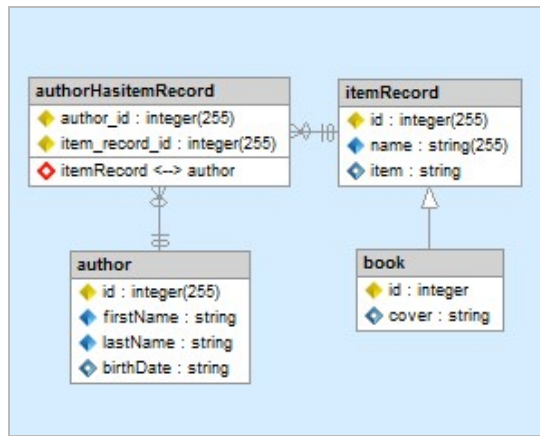 authorHasitemRecord
author_id : integer(255)
item_record_id : integer(255)
itemRecord <--> author
itemRecord
id : integer(255)
name : string(255)
item : string
author
id : integer(255)
firstName : string
lastName : string
birthDate : string
book
id : integer
cover : string